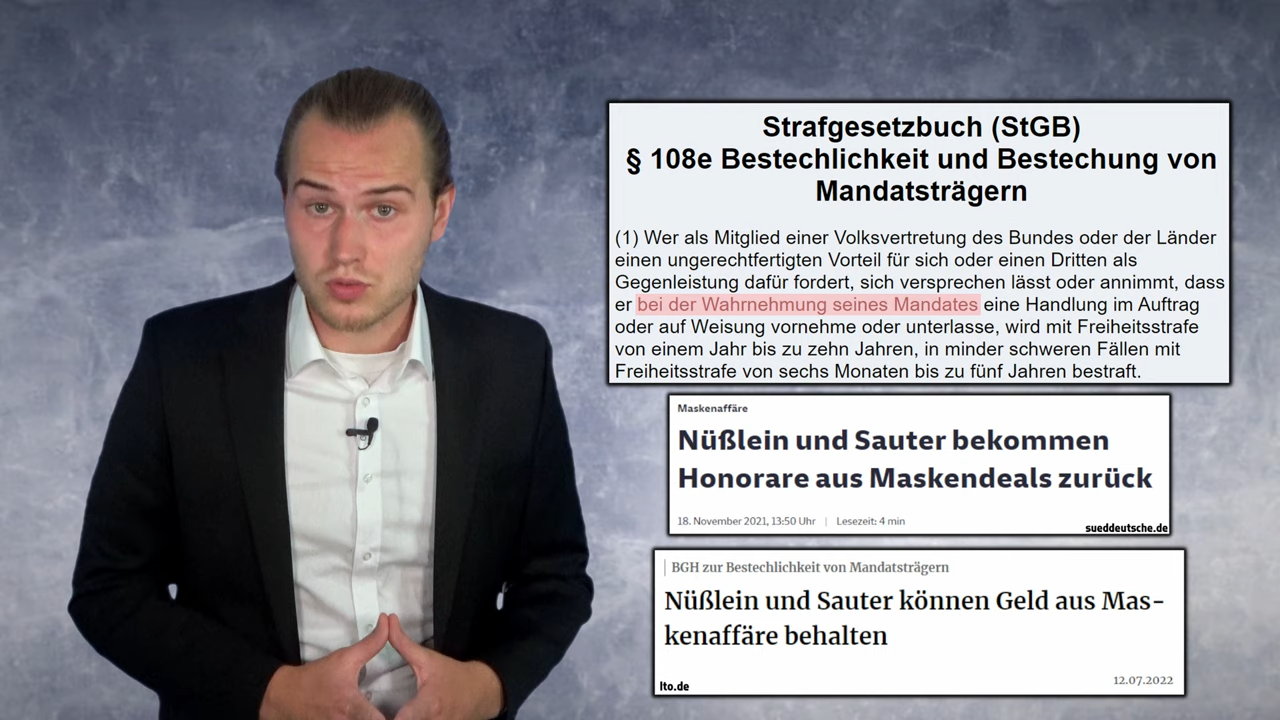 Strafgesetzbuch (StGB)
§ 108e Bestechlichkeit und Bestechung von
Mandatsträgern
(1) Wer als Mitglied einer Volksvertretung des Bundes oder der Länder
einen ungerechtfertigten Vorteil für sich oder einen Dritten als
Gegenleistung dafür fordert, sich versprechen lässt oder annimmt, dass
er bei der Wahrnehmung seines Mandates eine Handlung im Auftrag
oder auf Weisung vornehme oder unterlasse, wird mit Freiheitsstrafe
von einem Jahr bis zu zehn Jahren, in minder schweren Fällen mit
Freiheitsstrafe von sechs Monaten bis zu fünf Jahren bestraft.
Maskenaffäre
Nüßlein und Sauter bekommen
Honorare aus Maskendeals zurück
18. November 2021, 13:50 Uhr | Lesezeit: 4 min
sueddeutsche.de
BGH zur Bestechlichkeit von Mandatsträgern
Nüßlein und Sauter können Geld aus Mas-
kenaffäre behalten
12.07.2022
lto.de